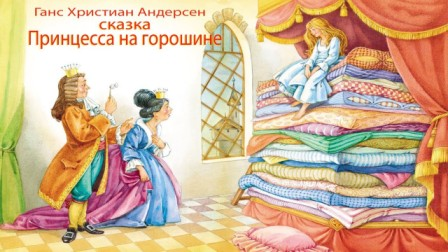 Ганс Христиан Андерсен
сказка
Принцесса на горошине